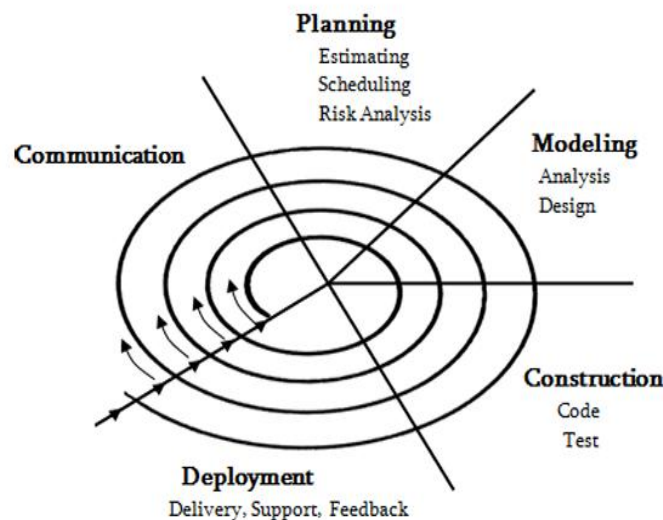 Planning
Estimating
Scheduling
Risk Analysis
Communication
Modeling
Analysis
Design
Construction
Code
Test
Deployment
Delivery, Support, Feedback